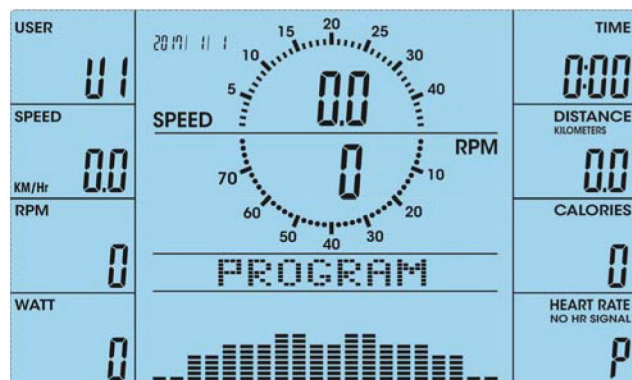 USER
U1
SPEED
KM/Hr 0.0
RPM
0
WATT
0
2017/ 1/ 1
5 10 15 20 25 30 40
0.0
SPEED
RPM
0
70 60 50 40 30 20 10
PROGRAM
TIME
0:00
DISTANCE
KILOMETERS
0.0
CALORIES
0
HEART RATE
NO HR SIGNAL
P